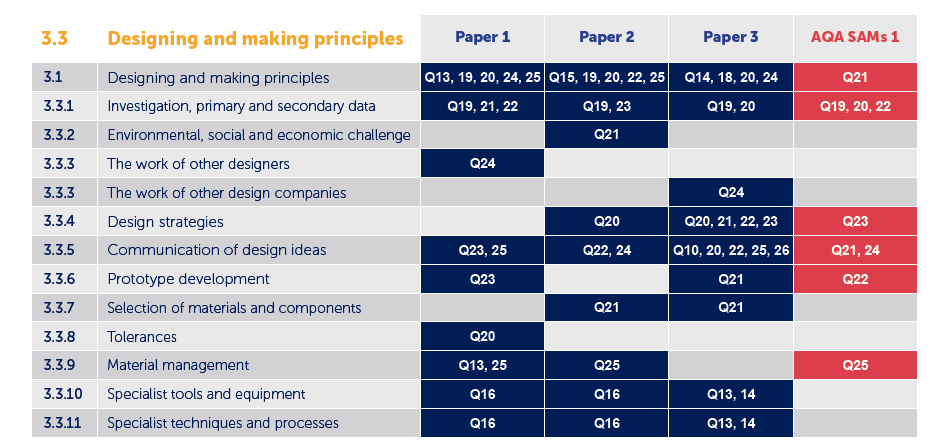 3.3 Designing and making principles Paper 1 Paper 2 Paper 3 AQA SAMs 1
3.1 Designing and making principles Q13, 19, 20, 24, 25 Q15, 19, 20, 22, 25 Q14, 18, 20, 24 Q21
3.3.1 Investigation, primary and secondary data Q19, 21, 22 Q19, 23 Q19, 20 Q19, 20, 22
3.3.2 Environmental, social and economic challenge Q21
3.3.3 The work of other designers Q24
3.3.3 The work of other design companies Q24
3.3.4 Design strategies Q20 Q20, 21, 22, 23 Q23
3.3.5 Communication of design ideas Q23, 25 Q22, 24 Q10, 20, 22, 25, 26 Q21, 24
3.3.6 Prototype development Q23 Q21 Q22
3.3.7 Selection of materials and components Q21 Q21
3.3.8 Tolerances Q20
3.3.9 Material management Q13, 25 Q25 Q25
3.3.10 Specialist tools and equipment Q16 Q16 Q13, 14
3.3.11 Specialist techniques and processes Q16 Q16 Q13, 14